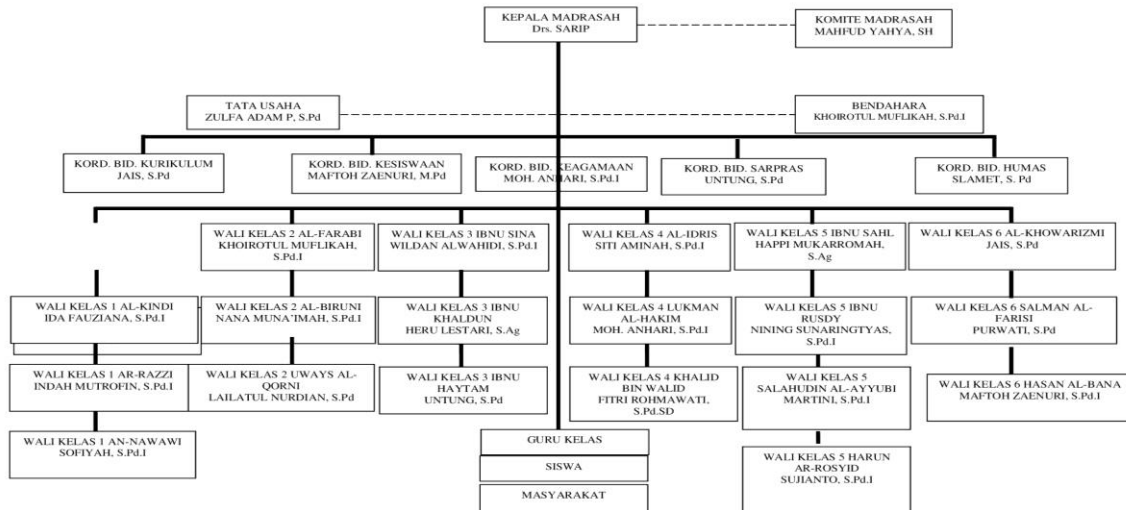 KEPALA MADRASAH
Drs. SARIP
KOMITE MADRASAH
MAHFUD YAHYA, SH
TATA USAHA
ZULFA ADAM P, S.Pd
BENDAHARA
KHOIROTUL MUFLIKAH, S.Pd.I
KORD. BID. KURIKULUM
JAIS, S.Pd
KORD. BID. KESISWAAN
MAFTOH ZAENURI, M.Pd
KORD. BID. KEAGAMAAN
MOH. ANHARI, S.Pd.I
KORD. BID. SARPRAS
UNTUNG, S.Pd
KORD. BID. HUMAS
SLAMET, S. Pd
WALI KELAS 2 AL-FARABI
KHOIROTUL MUFLIKAH,
S.Pd.I
WALI KELAS 3 IBNU SINA
WILDAN ALWAHIDI, S.Pd.I
WALI KELAS 4 AL-IDRIS
SITI AMINAH, S.Pd.I
WALI KELAS 5 IBNU SAHL
HAPPI MUKARROMAH,
S.Ag
WALI KELAS 6 AL-KHOWARIZMI
JAIS, S.Pd
WALI KELAS 1 AL-KINDI
IDA FAUZIANA, S.Pd.I
WALI KELAS 2 AL-BIRUNI
NANA MUNA'IMAH, S.Pd.I
WALI KELAS 3 IBNU
KHALDUN
HERU LESTARI, S.Ag
WALI KELAS 4 LUKMAN
AL-HAKIM
MOH. ANHARI, S.Pd.I
WALI KELAS 5 IBNU
RUSDY
NINING SUNARINGTYAS,
S.Pd.I
WALI KELAS 6 SALMAN AL-
FARISI
PURWATI, S.Pd
WALI KELAS 1 AR-RAZZI
INDAH MUTROFIN, S.Pd.I
WALI KELAS 2 UWAYS AL-
QORNI
LAILATUL NURDIAN, S.Pd
WALI KELAS 3 IBNU
HAYTAM
UNTUNG, S.Pd
WALI KELAS 4 KHALID
BIN WALID
FITRI ROHMAWATI,
S.Pd.SD
WALI KELAS 5
SALAHUDIN AL-AYYUBI
MARTINI, S.Pd.I
WALI KELAS 6 HASAN AL-BANA
MAFTOH ZAENURI, S.Pd.I
WALI KELAS 1 AN-NAWAWI
SOFIYAH, S.Pd.I
GURU KELAS
SISWA
MASYARAKAT
WALI KELAS 5 HARUN
AR-ROSYID
SUJIANTO, S.Pd.I